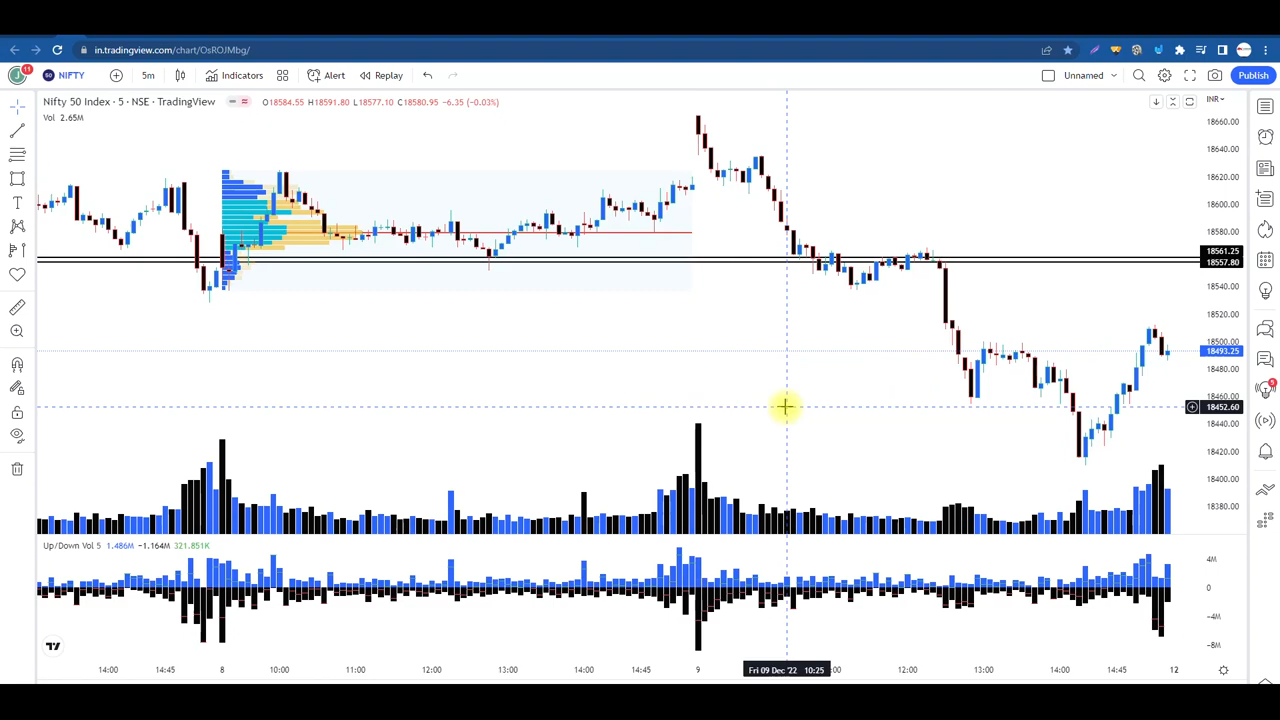 in.tradingview.com/chart/OsROJMbg/
J 11 50 NIFTY 5m Indicators Alert Replay Unnamed Publish
Nifty 50 Index · 5 · NSE · TradingView O18584.55 H18591.80 L18577.10 C18580.95 -6.35 (-0.03%) INR
Vol 2.65M
18660.00
18640.00
18620.00
18600.00
18580.00
18561.25
18557.80
18540.00
18520.00
18500.00
18493.25
18480.00
18460.00
18452.60
18440.00
18420.00
18400.00
18380.00
Up/Down Vol 5 1.486M -1.164M 321.851K
4M
0
-4M
-8M
14:00 14:45 8 10:00 11:00 12:00 13:00 14:00 14:45 9 Fri 09 Dec '22 10:25 :00 12:00 13:00 14:00 14:45 12
T
5